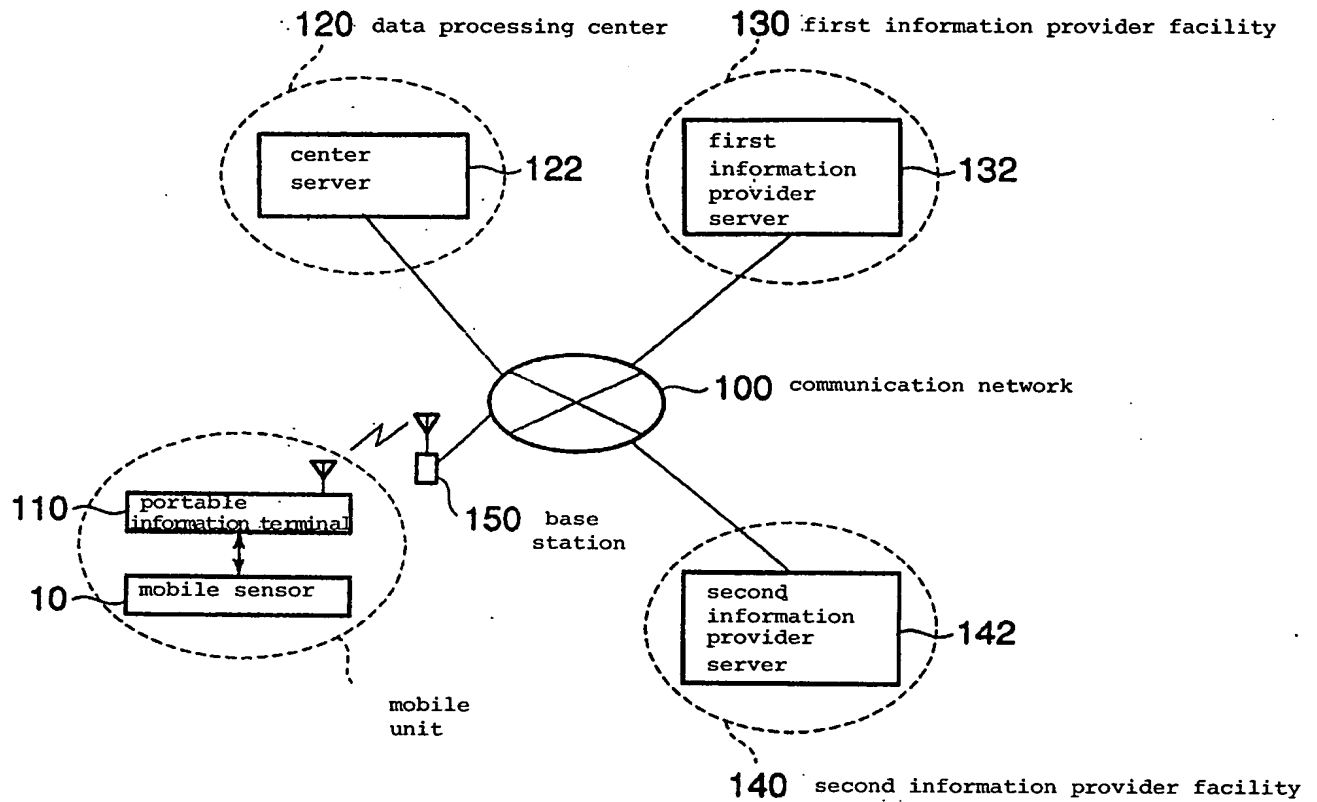 120 data processing center
130 first information provider facility
center
server
122
first
information
provider
server
132
100 communication network
110
portable
information terminal
150 base
station
10
mobile sensor
mobile
unit
second
information
provider
server
142
140 second information provider facility